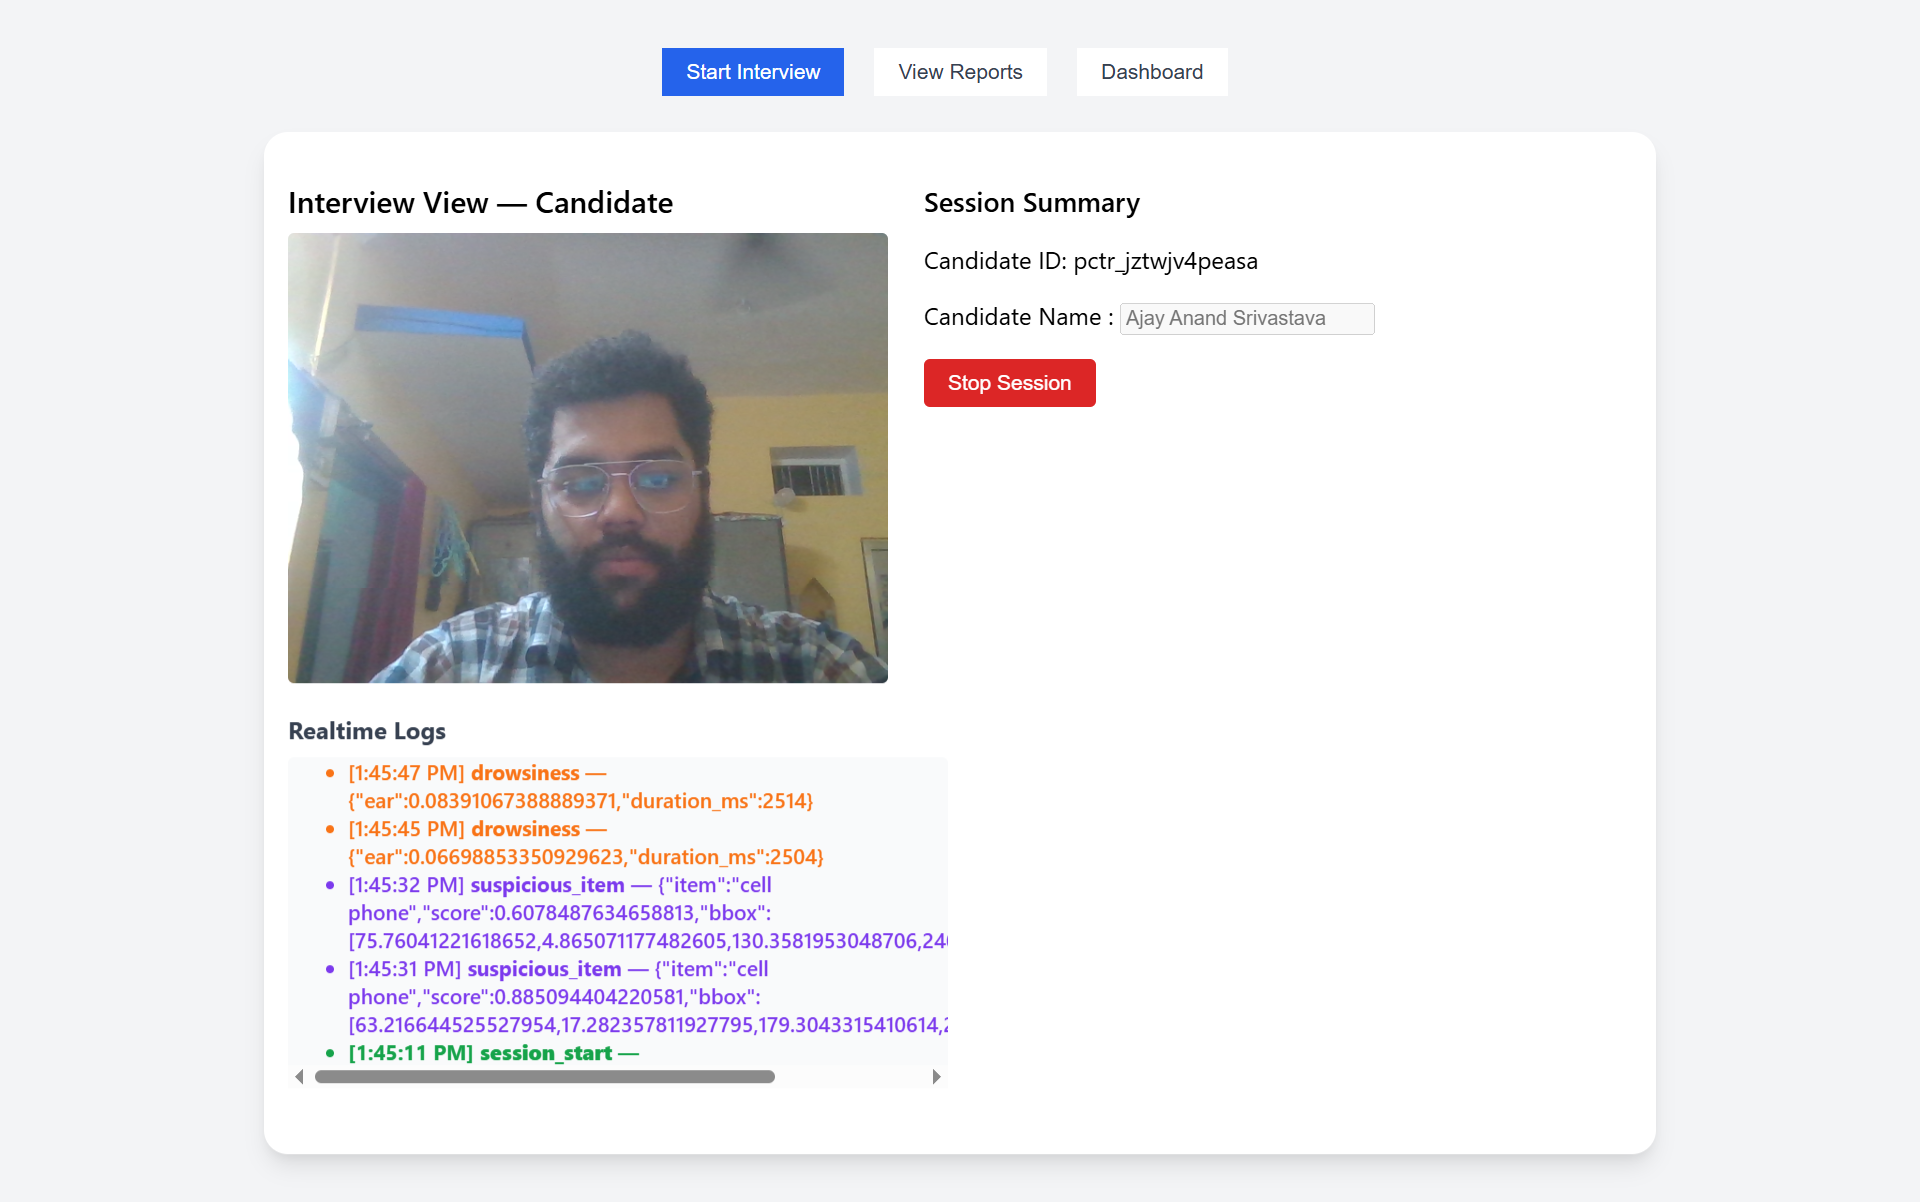 Start Interview
View Reports
Dashboard
Interview View — Candidate
Session Summary
Candidate ID: pctr_jztwjv4peasa
Candidate Name : Ajay Anand Srivastava
Stop Session
Realtime Logs
[1:45:47 PM] drowsiness —
{"ear":0.08391067388889371,"duration_ms":2514}
[1:45:45 PM] drowsiness —
{"ear":0.06698853350929623,"duration_ms":2504}
[1:45:32 PM] suspicious_item — {"item":"cell
phone","score":0.6078487634658813,"bbox":
[75.76041221618652,4.865071177482605,130.3581953048706,24
[1:45:31 PM] suspicious_item — {"item":"cell
phone","score":0.885094404220581,"bbox":
[63.216644525527954,17.282357811927795,179.3043315410614,
[1:45:11 PM] session_start —